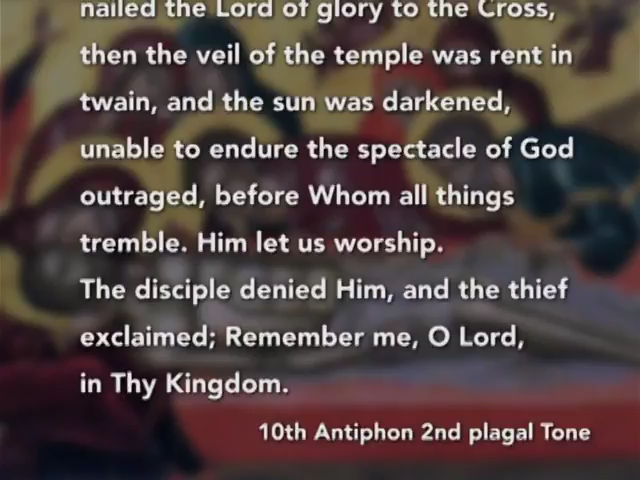 nailed the Lord of glory to the Cross,
then the veil of the temple was rent in
twain, and the sun was darkened,
unable to endure the spectacle of God
outraged, before Whom all things
tremble. Him let us worship.
The disciple denied Him, and the thief
exclaimed; Remember me, O Lord,
in Thy Kingdom.
10th Antiphon 2nd plagal Tone